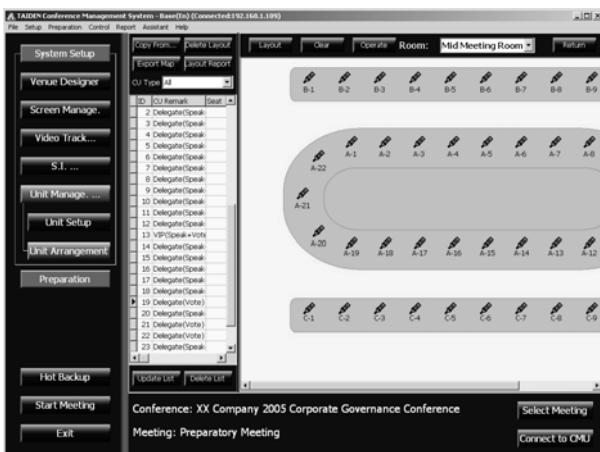 TAIDEN Conference Management System - Base(En) (Connected:192.168.1.109)
File Setup Preparation Control Report Assistant Help
System Setup
Venue Designer
Screen Manage.
Video Track...
S.I. ...
Unit Manage. ...
Unit Setup
Unit Arrangement
Preparation
Hot Backup
Start Meeting
Exit
Copy From... Delete Layout
Export Map Layout Report
CU Type All
ID CU Remark Seat
2 Delegate(Speak
3 Delegate(Speak
4 Delegate(Speak
5 Delegate(Speak
6 Delegate(Speak
7 Delegate(Speak
8 Delegate(Speak
9 Delegate(Speak
10 Delegate(Speak
11 Delegate(Speak
12 Delegate(Speak
13 VIP(Speak+Vote
14 Delegate(Speak
15 Delegate(Speak
16 Delegate(Speak
17 Delegate(Speak
18 Delegate(Speak
19 Delegate(Vote)
20 Delegate(Speak
21 Delegate(Vote)
22 Delegate(Vote)
23 Delegate(Speak
Update List Delete List
Layout Clear Operate Room: Mid Meeting Room Return
B-1 B-2 B-3 B-4 B-5 B-6 B-7 B-8 B-9
A-1 A-2 A-3 A-4 A-5 A-6 A-7 A-8
A-22
A-21
A-20
A-19 A-18 A-17 A-16 A-15 A-14 A-13 A-12
C-1 C-2 C-3 C-4 C-5 C-6 C-7 C-8 C-9
Conference: XX Company 2005 Corporate Governance Conference
Meeting: Preparatory Meeting
Select Meeting
Connect to CMU